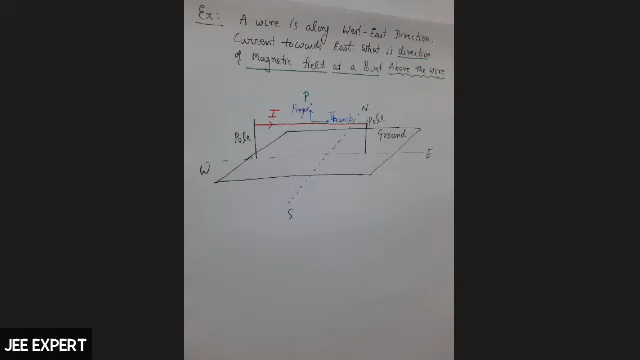 Ex: A wire is along West-East Direction.
Current towards East. What is direction
of Magnetic field at a Point Above the wire
P
I
Thumb
N
Pole
Pole
Ground
W
E
S
JEE EXPERT